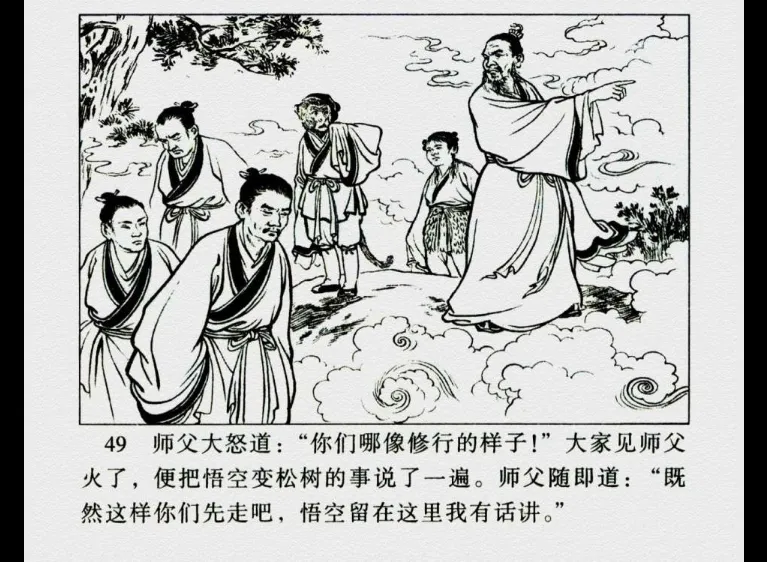 49 师父大怒道：“你们哪像修行的样子！”大家见师父
火了，便把悟空变松树的事说了一遍。师父随即道：“既
然这样你们先走吧，悟空留在这里我有话讲。”